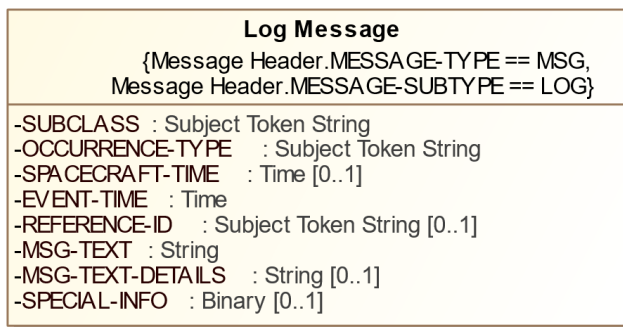 Log Message
{Message Header.MESSAGE-TYPE == MSG,
Message Header.MESSAGE-SUBTYPE == LOG}
-SUBCLASS : Subject Token String
-OCCURRENCE-TYPE : Subject Token String
-SPACECRAFT-TIME : Time [0..1]
-EVENT-TIME : Time
-REFERENCE-ID : Subject Token String [0..1]
-MSG-TEXT : String
-MSG-TEXT-DETAILS : String [0..1]
-SPECIAL-INFO : Binary [0..1]